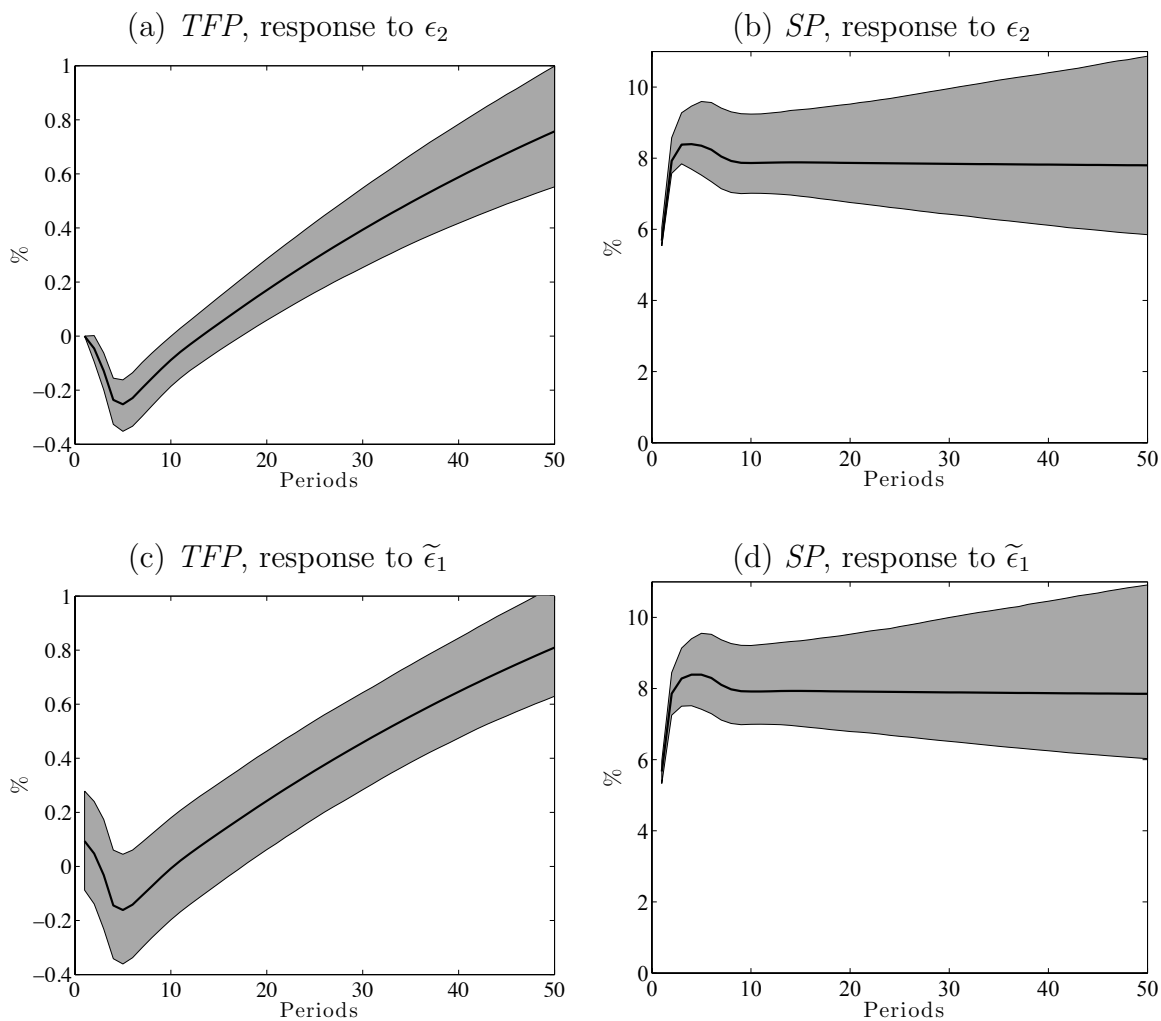 (a) TFP, response to ϵ2
(b) SP, response to ϵ2
1
0.8
0.6
0.4
0.2
0
−0.2
−0.4
%
0 10 20 30 40 50
Periods
10
8
6
4
2
0
%
0 10 20 30 40 50
Periods
(c) TFP, response to ϵ̃1
(d) SP, response to ϵ̃1
1
0.8
0.6
0.4
0.2
0
−0.2
−0.4
%
0 10 20 30 40 50
Periods
10
8
6
4
2
0
%
0 10 20 30 40 50
Periods